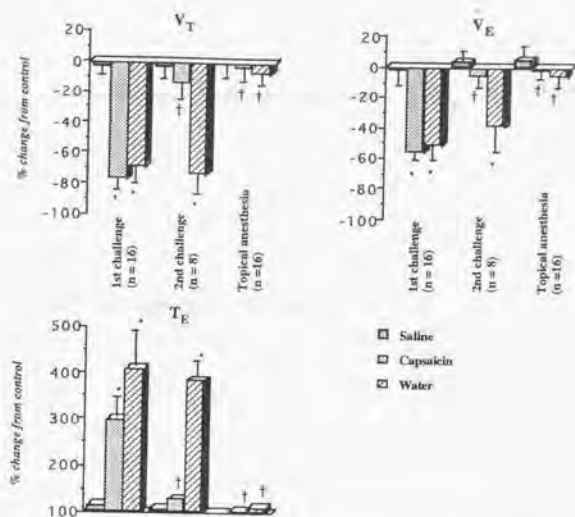 V_T
20
0
-20
-40
-60
-80
-100
% change from control
* * † * † †
1st challenge
(n = 16)
2nd challenge
(n = 8)
Topical anesthesia
(n =16)
V_E
20
0
-20
-40
-60
-80
-100
* * † * † †
1st challenge
(n = 16)
2nd challenge
(n = 8)
Topical anesthesia
(n =16)
T_E
500
400
300
200
100
% change from control
* * † * † †
Saline
Capsaicin
Water